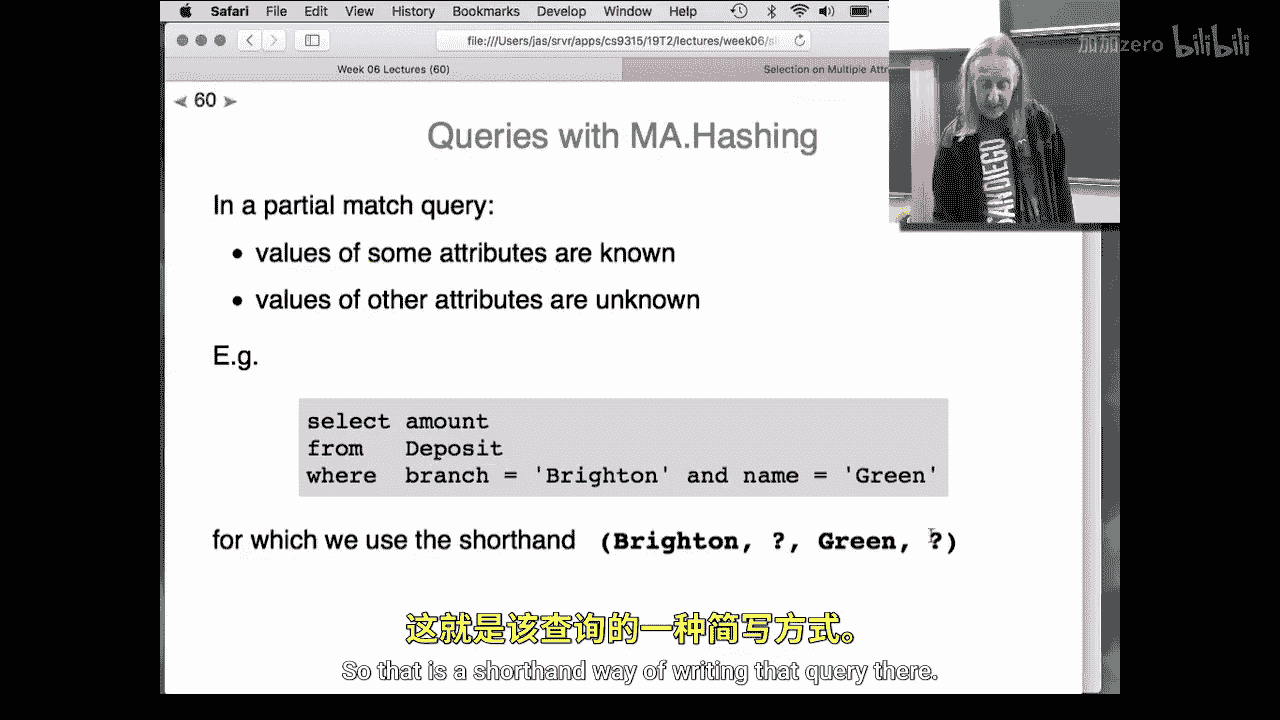 Safari File Edit View History Bookmarks Develop Window Help
file:///Users/jas/srvr/apps/cs9315/19T2/lectures/week06/sl
Week 06 Lectures (60)
Selection on Multiple Attr
加加zero bilibili
60
SAN DIEGO
Queries with MA.Hashing
In a partial match query:
• values of some attributes are known
• values of other attributes are unknown
E.g.
select amount
from Deposit
where branch = 'Brighton' and name = 'Green'
for which we use the shorthand (Brighton, ?, Green, ?)
这就是该查询的一种简写方式。
So that is a shorthand way of writing that query there.